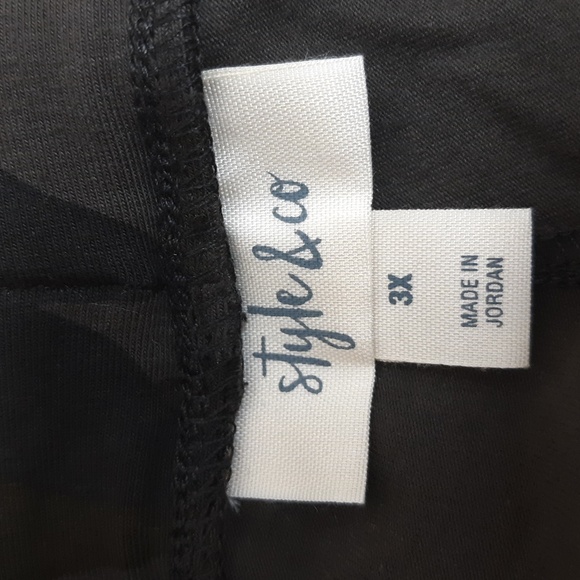 style & co
3X
MADE IN
JORDAN